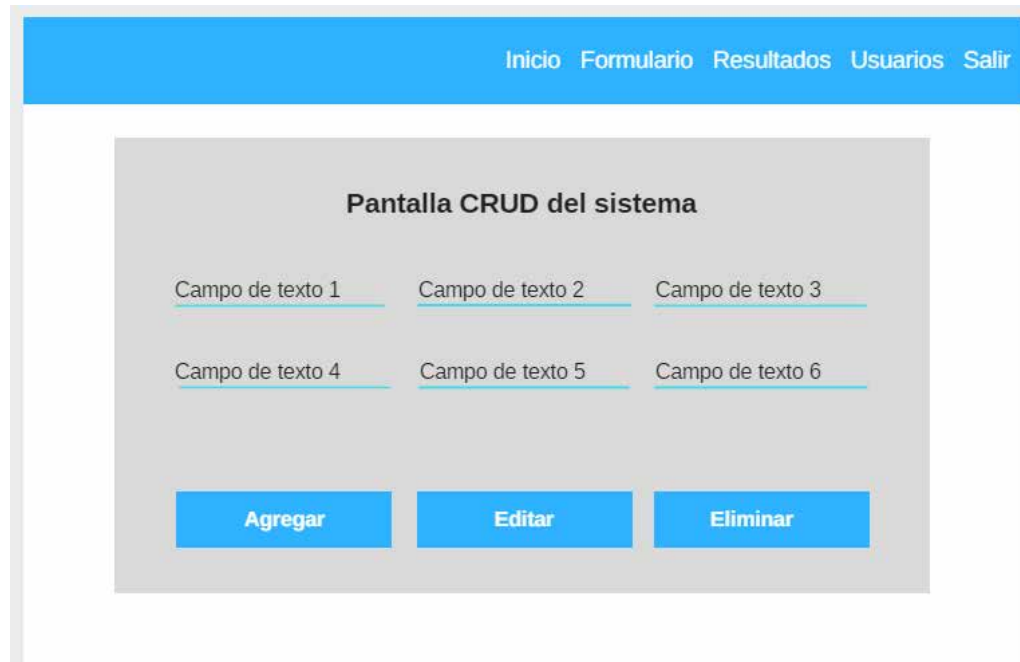 Inicio Formulario Resultados Usuarios Salir
Pantalla CRUD del sistema
Campo de texto 1 Campo de texto 2 Campo de texto 3
Campo de texto 4 Campo de texto 5 Campo de texto 6
Agregar Editar Eliminar